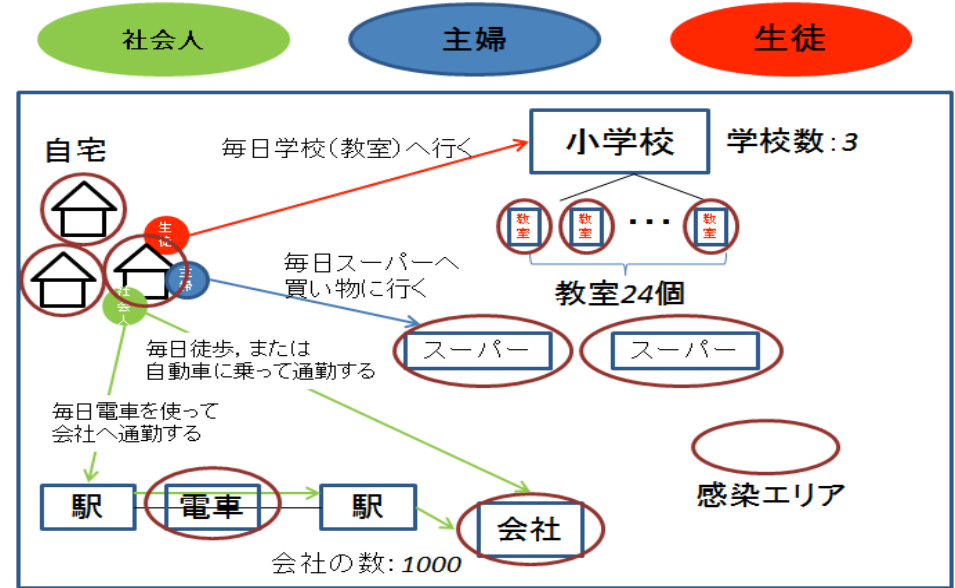 社会人
主婦
生徒
自宅
毎日学校(教室)へ行く
小学校
学校数:3
生徒
主婦
社会人
教室
教室
・・・
教室
教室24個
毎日スーパーへ
買い物に行く
スーパー
スーパー
毎日徒歩,または
自動車に乗って通勤する
毎日電車を使って
会社へ通勤する
感染エリア
駅
電車
駅
会社
会社の数:1000